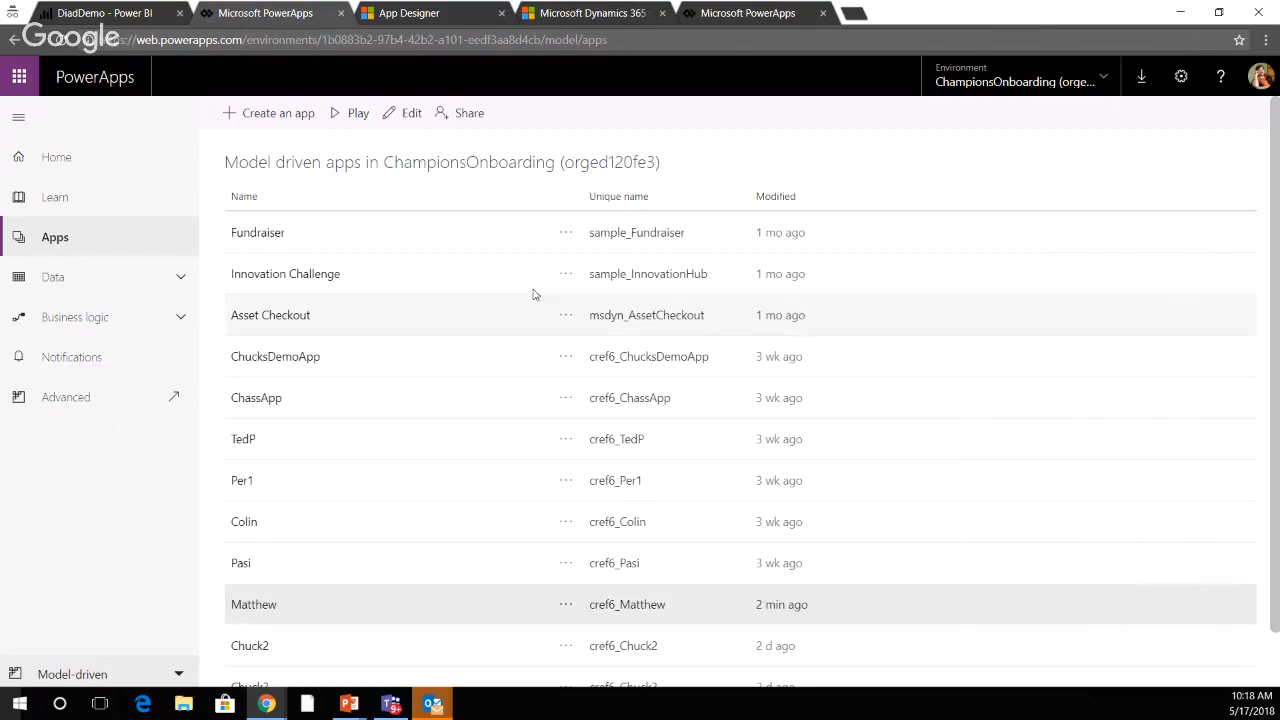 DiadDemo - Power BI
Microsoft PowerApps
App Designer
Microsoft Dynamics 365
Microsoft PowerApps
Google
web.powerapps.com/environments/1b0883b2-97b4-42b2-a101-eedf3aa8d4cb/model/apps
PowerApps
Environment
ChampionsOnboarding (orge...
Create an app
Play
Edit
Share
Home
Learn
Apps
Data
Business logic
Notifications
Advanced
Model driven apps in ChampionsOnboarding (orged120fe3)
Name Unique name Modified
Fundraiser ... sample_Fundraiser 1 mo ago
Innovation Challenge ... sample_InnovationHub 1 mo ago
Asset Checkout ... msdyn_AssetCheckout 1 mo ago
ChucksDemoApp ... cref6_ChucksDemoApp 3 wk ago
ChassApp ... cref6_ChassApp 3 wk ago
TedP ... cref6_TedP 3 wk ago
Per1 ... cref6_Per1 3 wk ago
Colin ... cref6_Colin 3 wk ago
Pasi ... cref6_Pasi 3 wk ago
Matthew ... cref6_Matthew 2 min ago
Chuck2 ... cref6_Chuck2 2 d ago
Model-driven
10:18 AM
5/17/2018